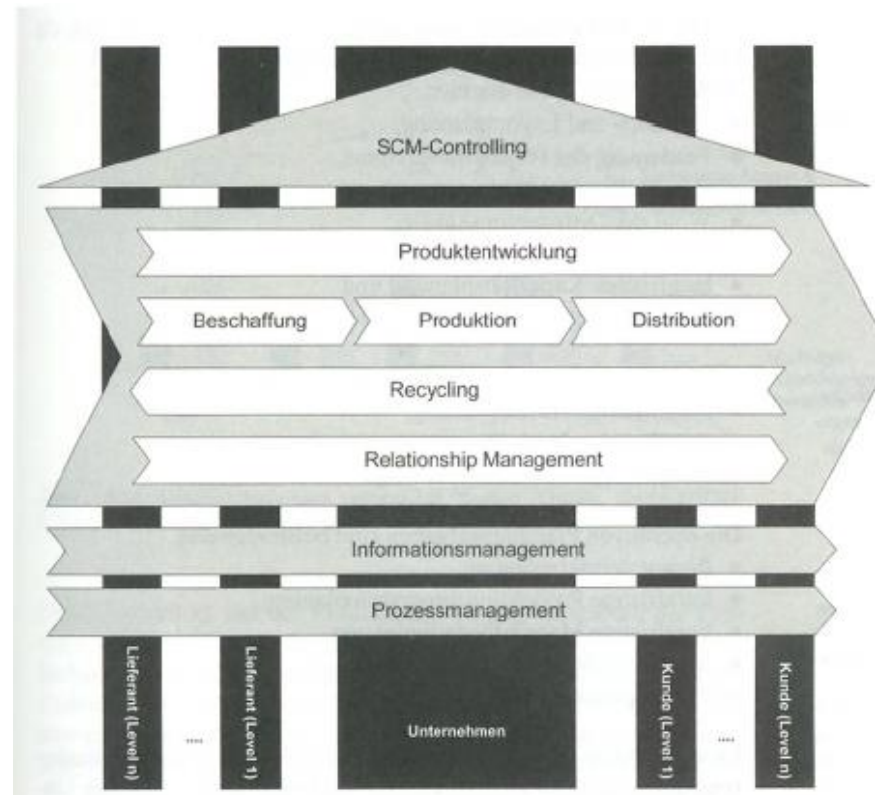 SCM-Controlling
Produktentwicklung
Beschaffung Produktion Distribution
Recycling
Relationship Management
Informationsmanagement
Prozessmanagement
Lieferant (Level n)
....
Lieferant (Level 1)
Unternehmen
Kunde (Level 1)
....
Kunde (Level n)